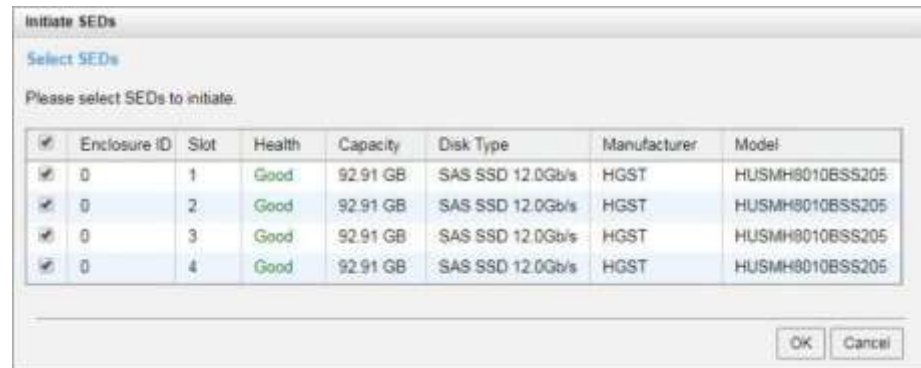 Initiate SEDs
Select SEDs
Please select SEDs to initiate.
Enclosure ID Slot Health Capacity Disk Type Manufacturer Model
0 1 Good 92.91 GB SAS SSD 12.0Gb/s HGST HUSMH8010BSS205
0 2 Good 92.91 GB SAS SSD 12.0Gb/s HGST HUSMH8010BSS205
0 3 Good 92.91 GB SAS SSD 12.0Gb/s HGST HUSMH8010BSS205
0 4 Good 92.91 GB SAS SSD 12.0Gb/s HGST HUSMH8010BSS205
OK Cancel